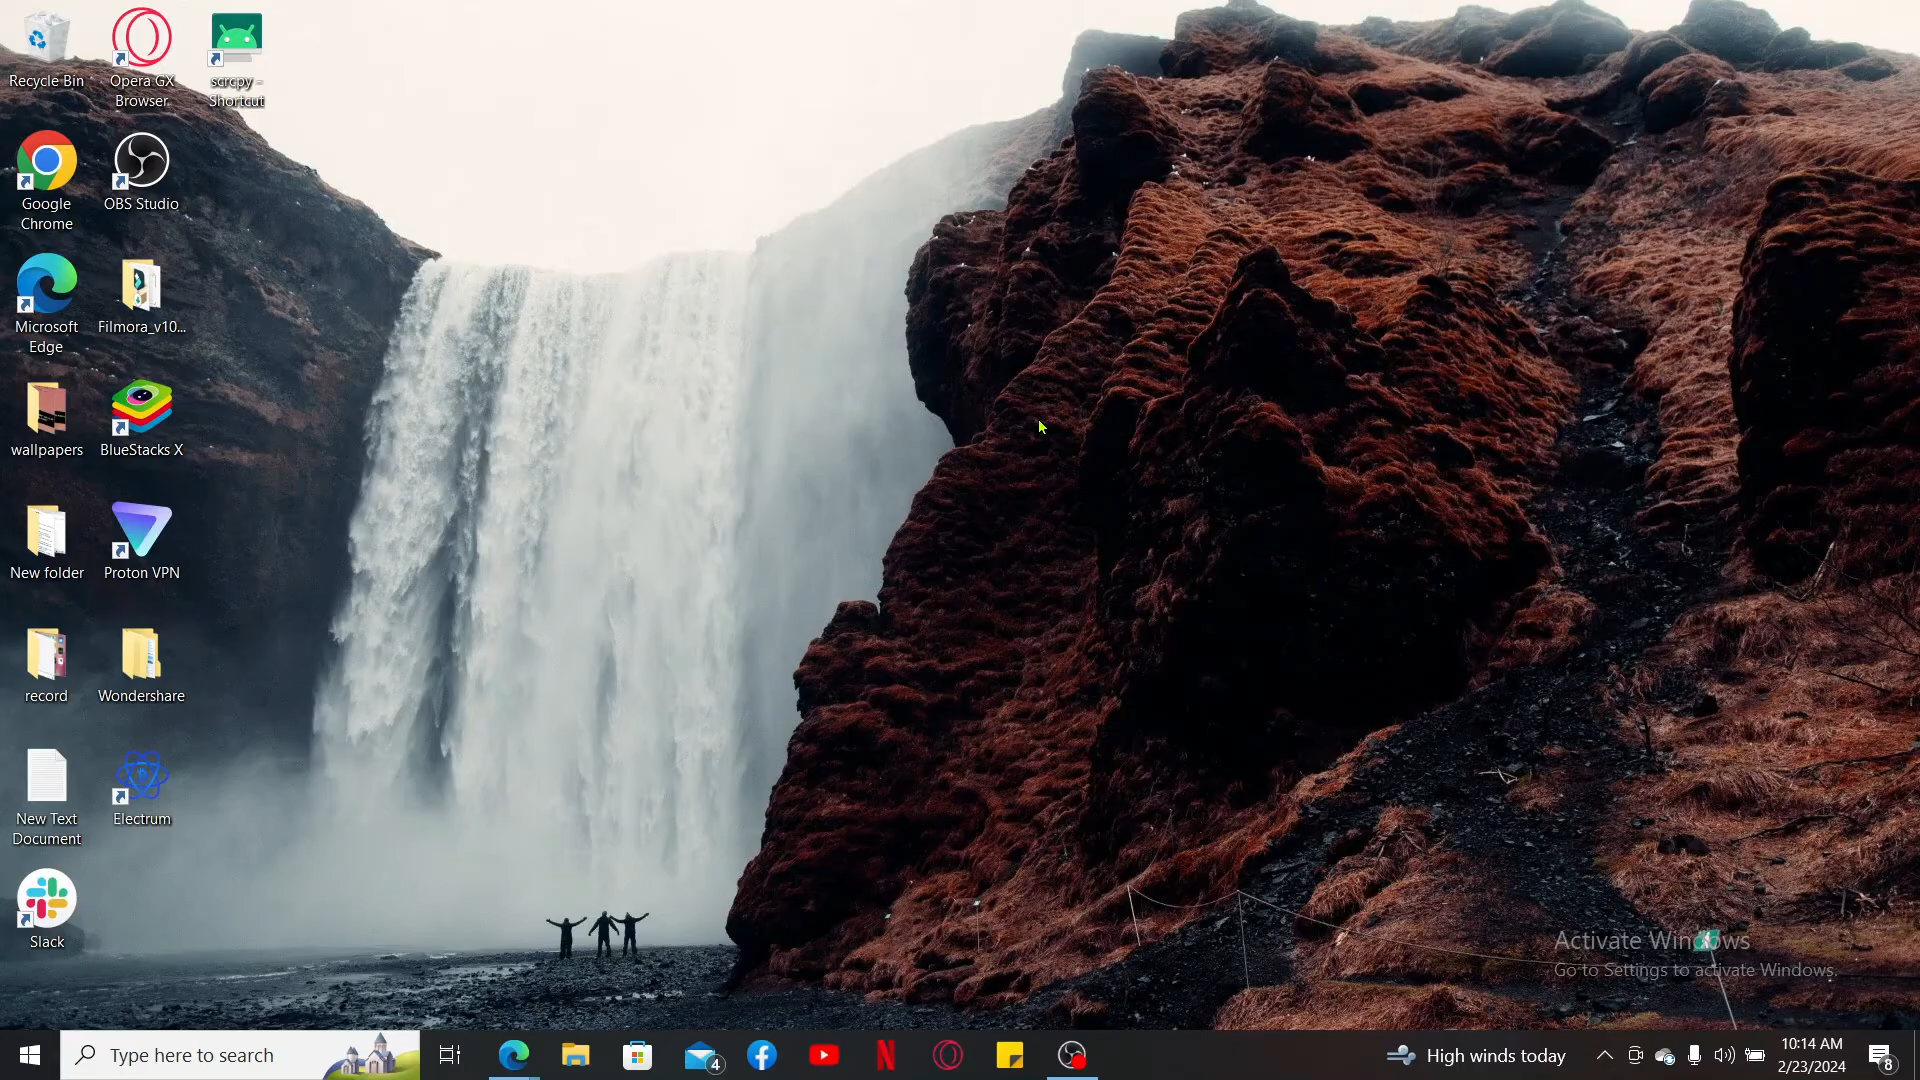 Recycle Bin
Opera GX
Browser
scrcpy -
Shortcut
Google
Chrome
OBS Studio
Microsoft
Edge
Filmora_v10...
wallpapers
BlueStacks X
New folder
Proton VPN
record
Wondershare
New Text
Document
Electrum
Slack
Activate Windows
Go to Settings to activate Windows.
Type here to search
4
High winds today
10:14 AM
2/23/2024
8